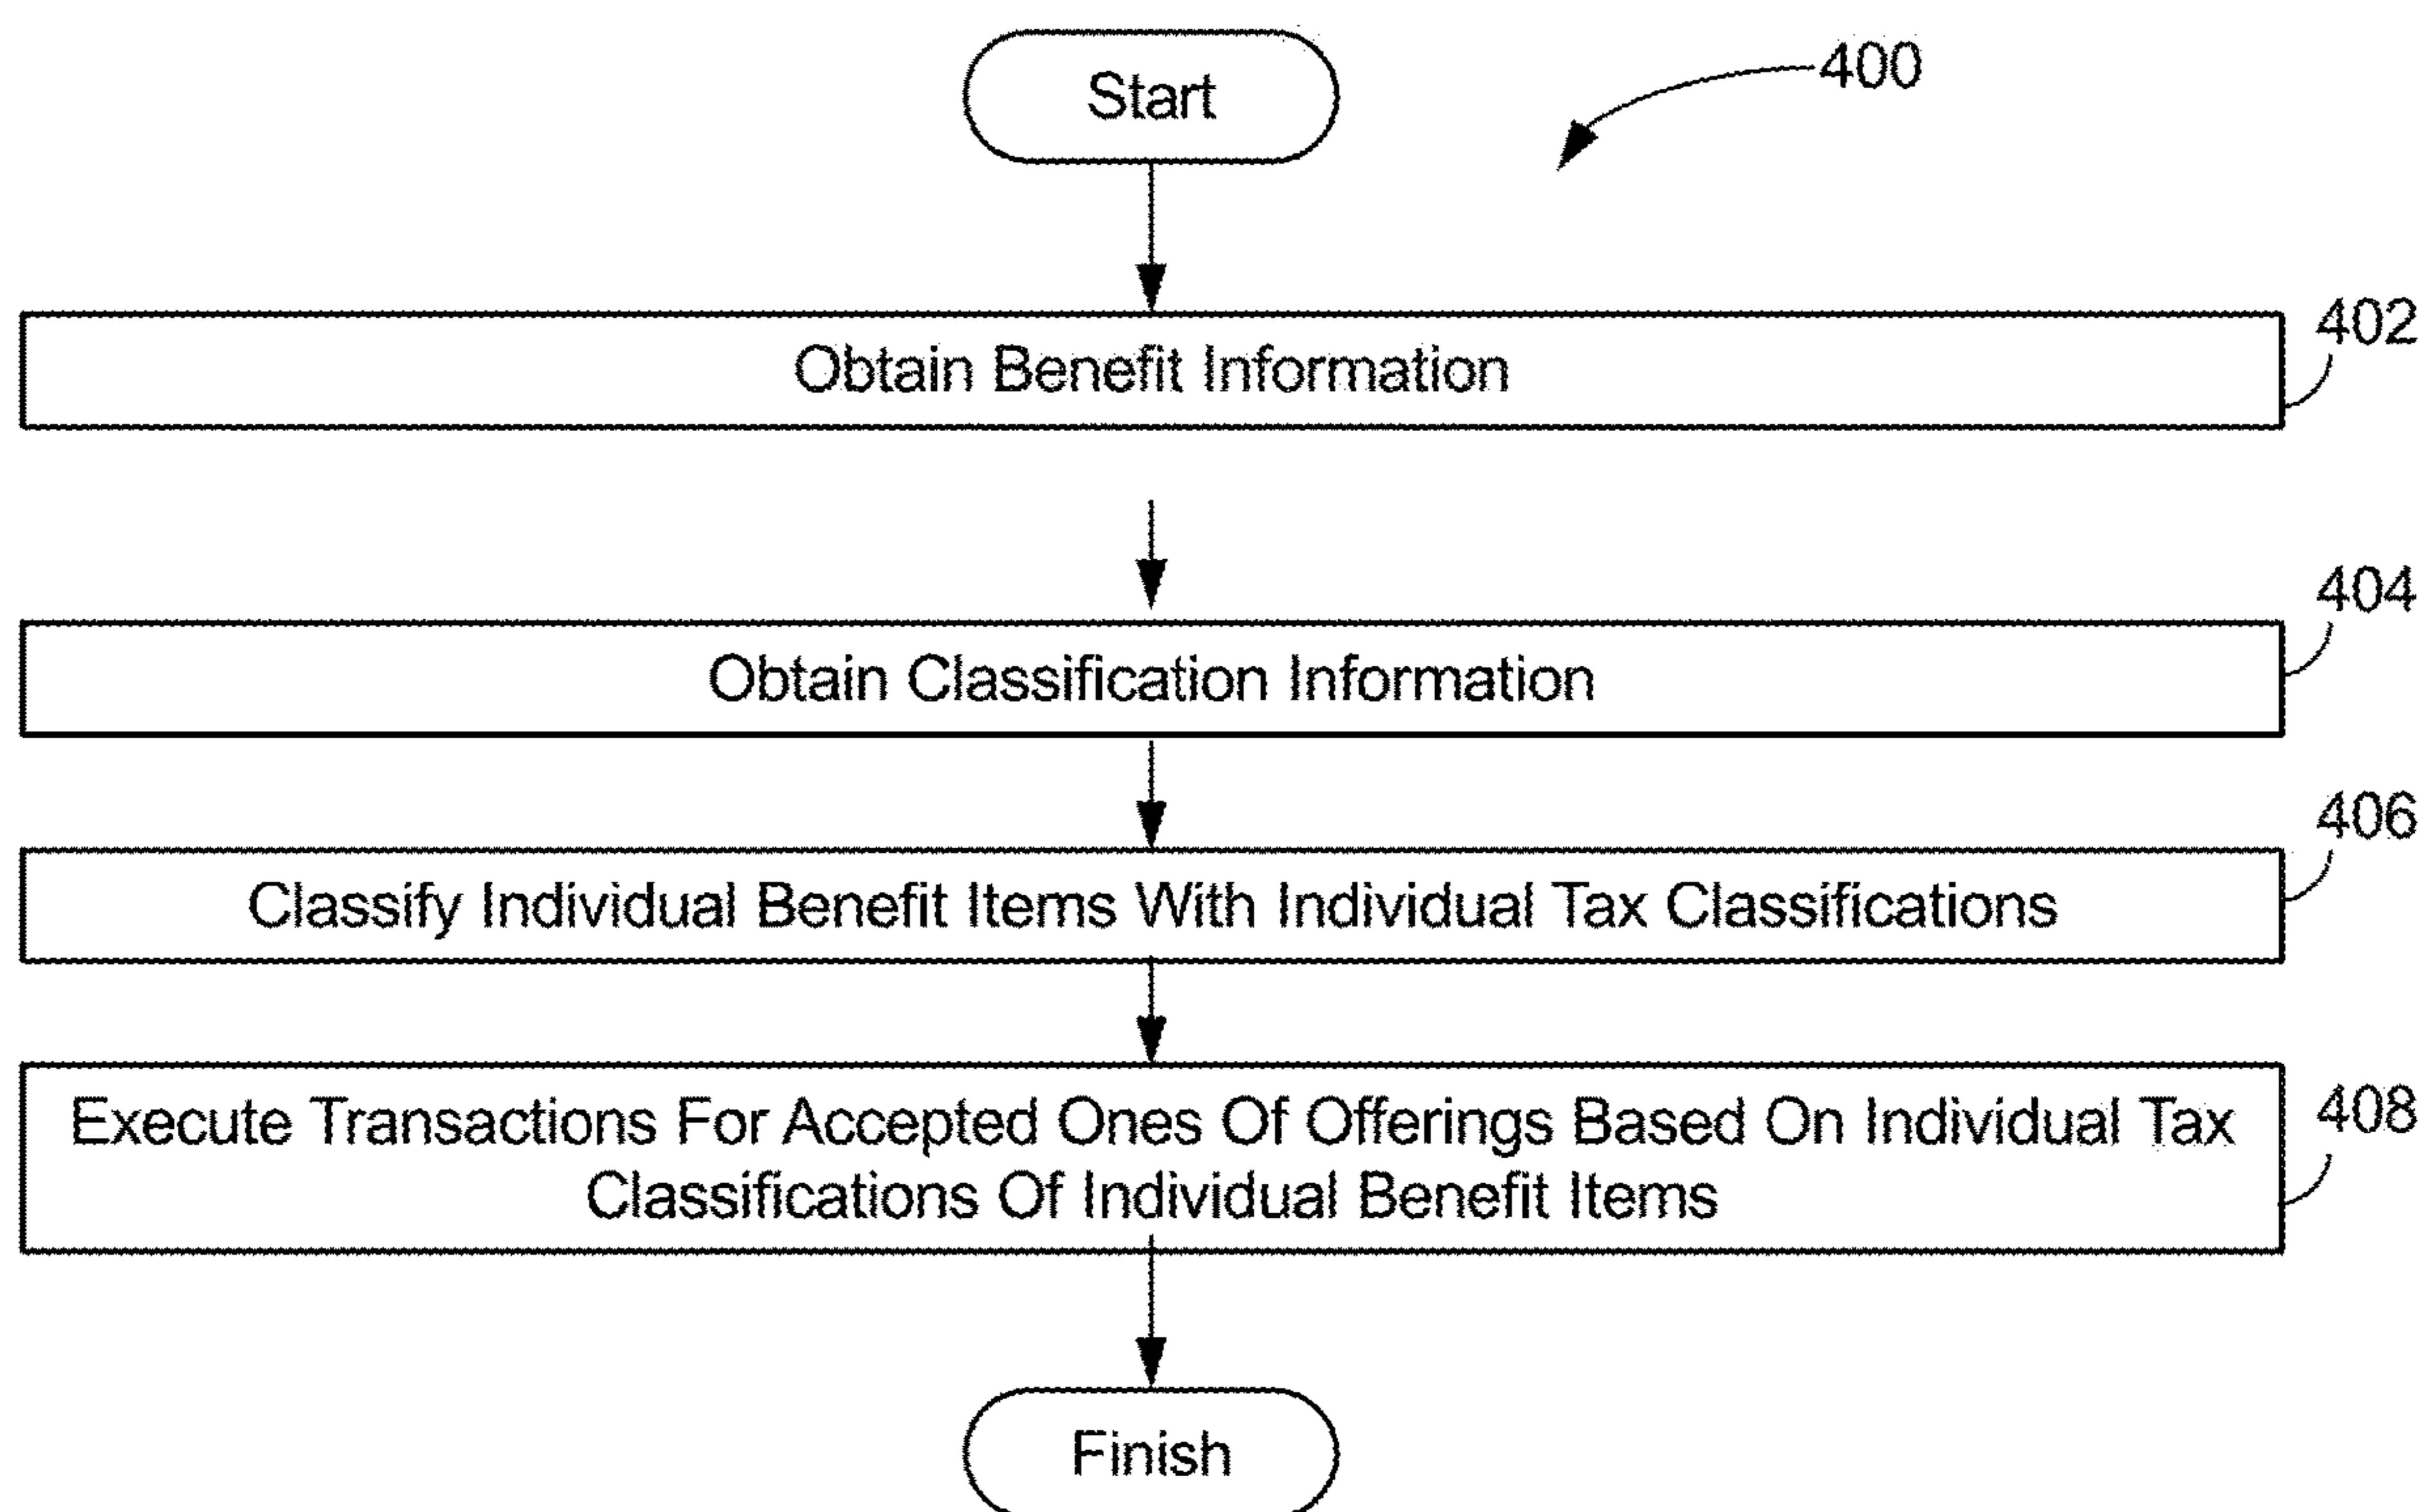 Start
400
Obtain Benefit Information
402
Obtain Classification Information
404
Classify Individual Benefit Items With Individual Tax Classifications
406
Execute Transactions For Accepted Ones Of Offerings Based On Individual Tax
Classifications Of Individual Benefit Items
408
Finish